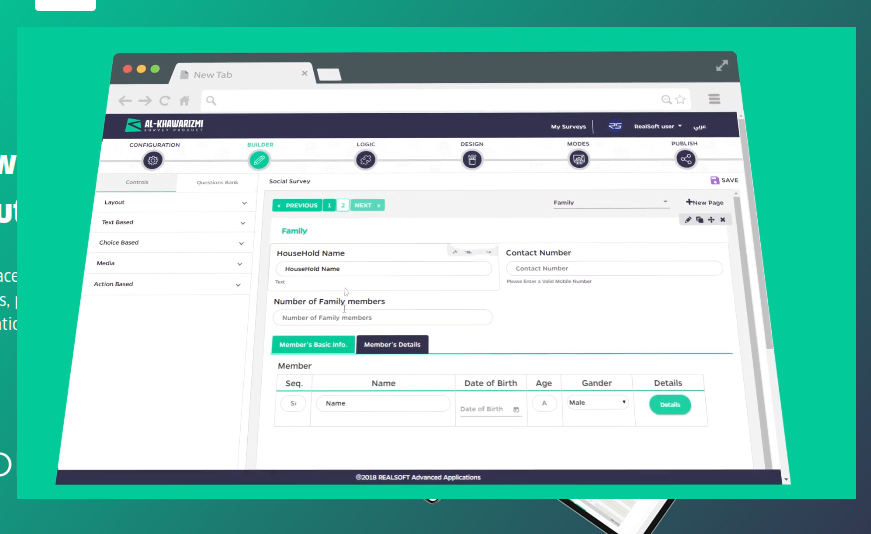 New Tab
AL-KHAWARIZMI
SURVEY PRODUCT
My Surveys
RS
RealSoft user
عربي
CONFIGURATION
BUILDER
LOGIC
DESIGN
MODES
PUBLISH
Controls
Questions Bank
Social Survey
SAVE
Layout
Text Based
Choice Based
Media
Action Based
« PREVIOUS 1 2 NEXT »
Family
New Page
Family
HouseHold Name
HouseHold Name
Text
Contact Number
Contact Number
Please Enter a Valid Mobile Number
Number of Family members
Number of Family members
Member's Basic Info.
Member's Details
Member
Seq. Name Date of Birth Age Gander Details
Name Date of Birth A Male Details
©2018 REALSOFT Advanced Applications